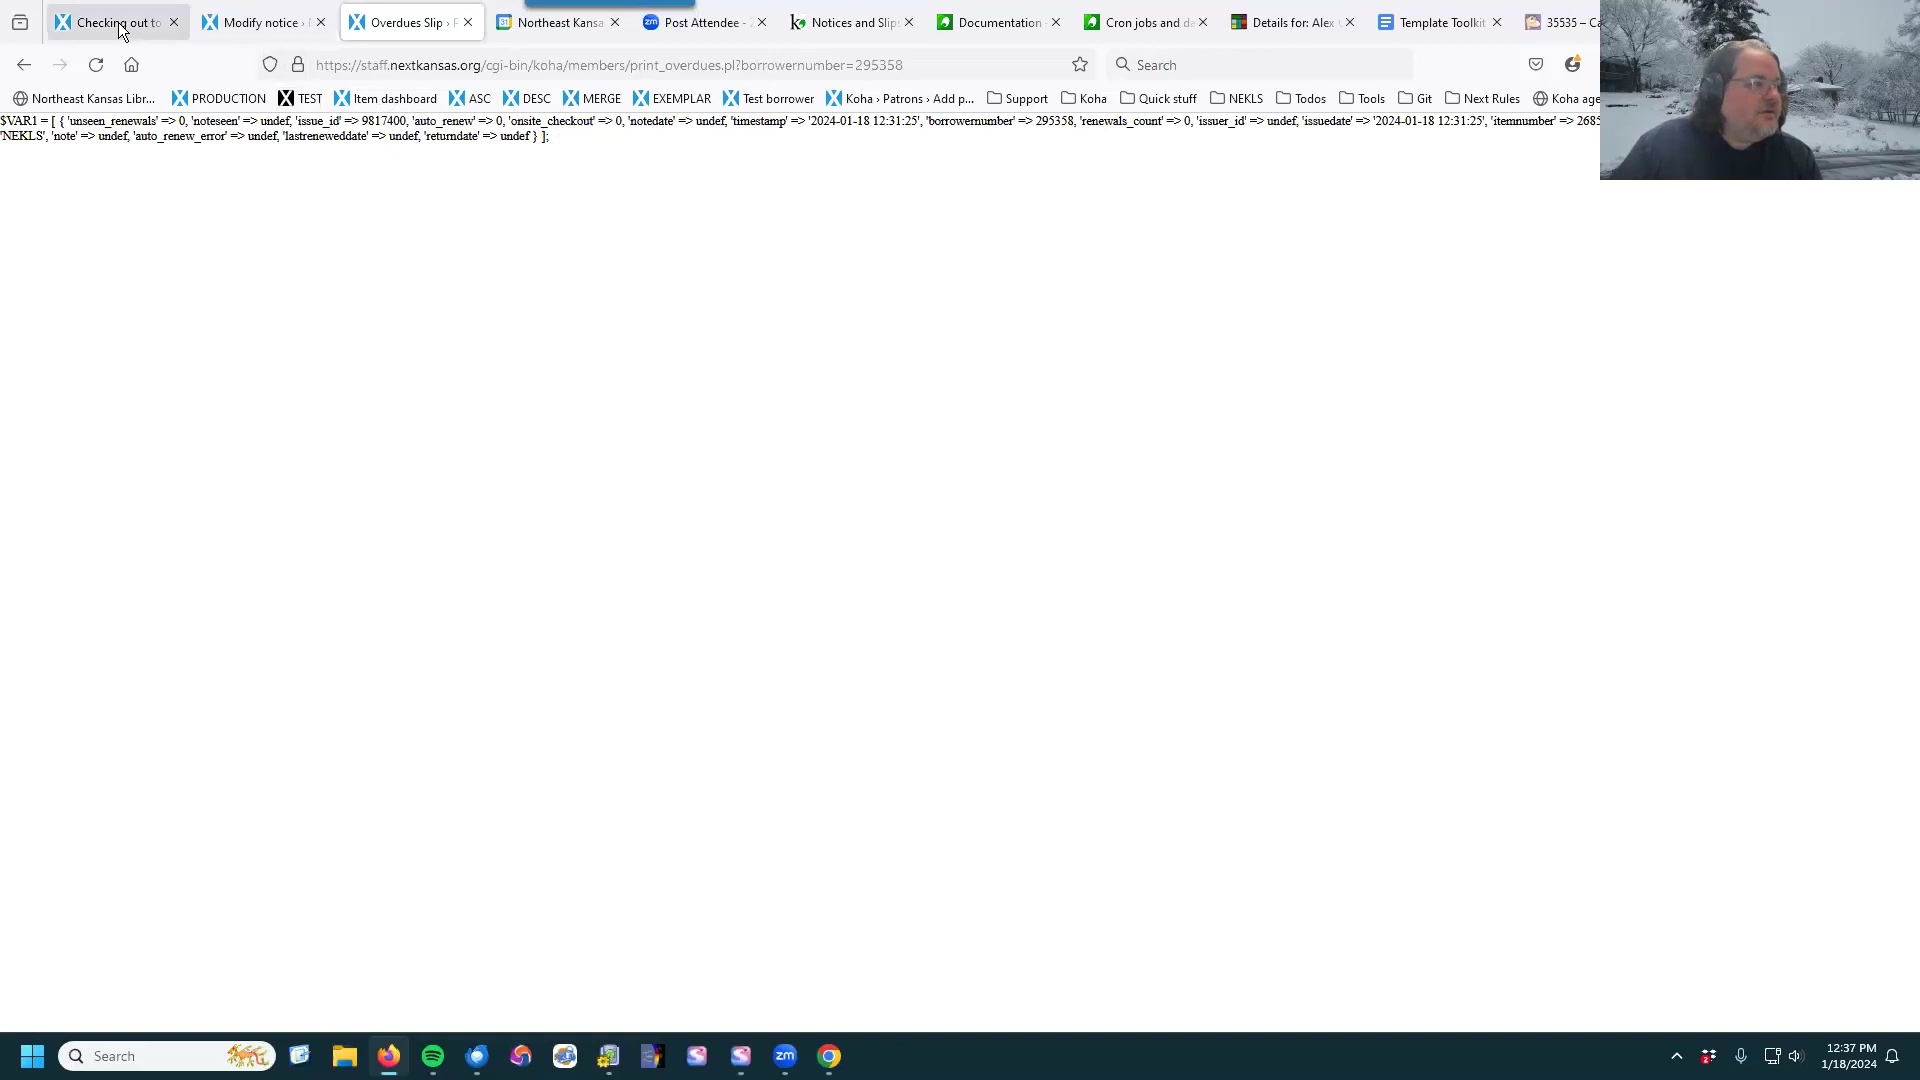 Checking out to
Modify notice ›
Overdues Slip › P
Northeast Kansa
Post Attendee -
Notices and Slips
Documentation
Cron jobs and da
Details for: Alex
Template Toolkit
35535 – Ca
https://staff.nextkansas.org/cgi-bin/koha/members/print_overdues.pl?borrowernumber=295358
Search
Northeast Kansas Libr...
PRODUCTION
TEST
Item dashboard
ASC
DESC
MERGE
EXEMPLAR
Test borrower
Koha › Patrons › Add p...
Support
Koha
Quick stuff
NEKLS
Todos
Tools
Git
Next Rules
Koha age
$VAR1 = [ { 'unseen_renewals' => 0, 'noteseen' => undef, 'issue_id' => 9817400, 'auto_renew' => 0, 'onsite_checkout' => 0, 'notedate' => undef, 'timestamp' => '2024-01-18 12:31:25', 'borrowernumber' => 295358, 'renewals_count' => 0, 'issuer_id' => undef, 'issuedate' => '2024-01-18 12:31:25', 'itemnumber' => 2685
'NEKLS', 'note' => undef, 'auto_renew_error' => undef, 'lastreneweddate' => undef, 'returndate' => undef } ];
Search
zm
12:37 PM
1/18/2024